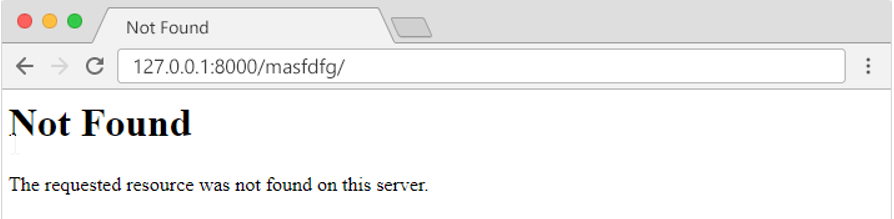 Not Found
127.0.0.1:8000/masfdfg/
Not Found
The requested resource was not found on this server.